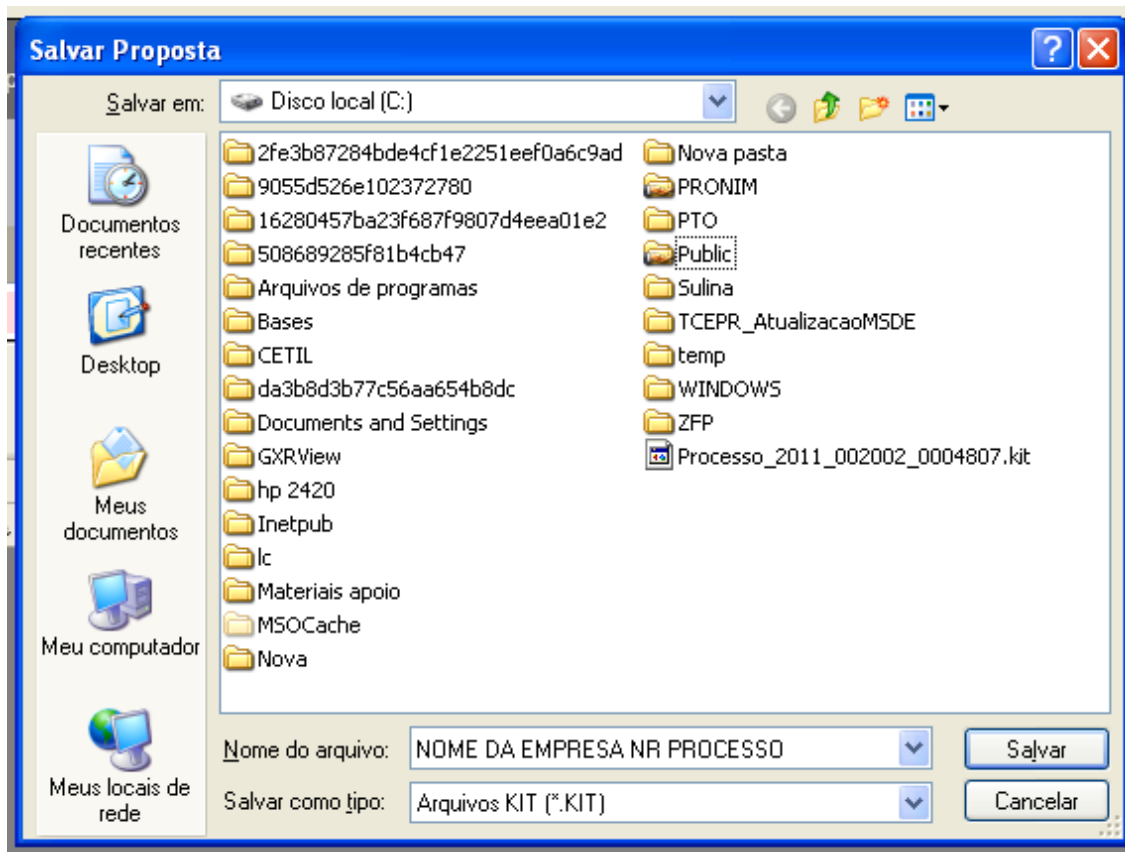 Salvar Proposta
Salvar em:
Disco local (C:)
Documentos
recentes
Desktop
Meus
documentos
Meu computador
Meus locais de
rede
2fe3b87284bde4cf1e2251eef0a6c9ad
9055d526e102372780
16280457ba23f687f9807d4eea01e2
508689285f81b4cb47
Arquivos de programas
Bases
CETIL
da3b8d3b77c56aa654b8dc
Documents and Settings
GXRView
hp 2420
Inetpub
lc
Materiais apoio
MSOCache
Nova
Nova pasta
PRONIM
PTO
Public
Sulina
TCEPR_AtualizacaoMSDE
temp
WINDOWS
ZFP
Processo_2011_002002_0004807.kit
Nome do arquivo:
NOME DA EMPRESA NR PROCESSO
Salvar
Salvar como tipo:
Arquivos KIT (*.KIT)
Cancelar